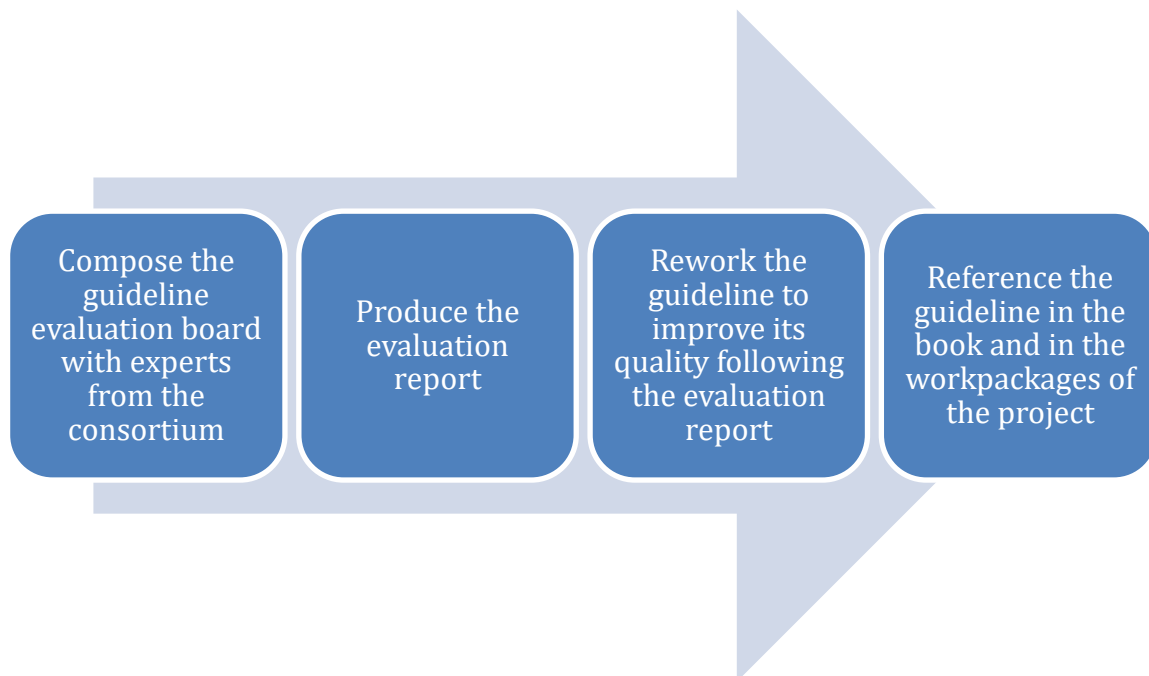 Compose the
guideline
evaluation board
with experts
from the
consortium
Produce the
evaluation
report
Rework the
guideline to
improve its
quality following
the evaluation
report
Reference the
guideline in the
book and in the
workpackages of
the project